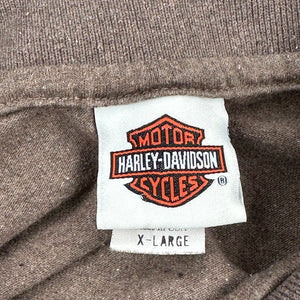 MOTOR
HARLEY-DAVIDSON
CYCLES
®
X-LARGE